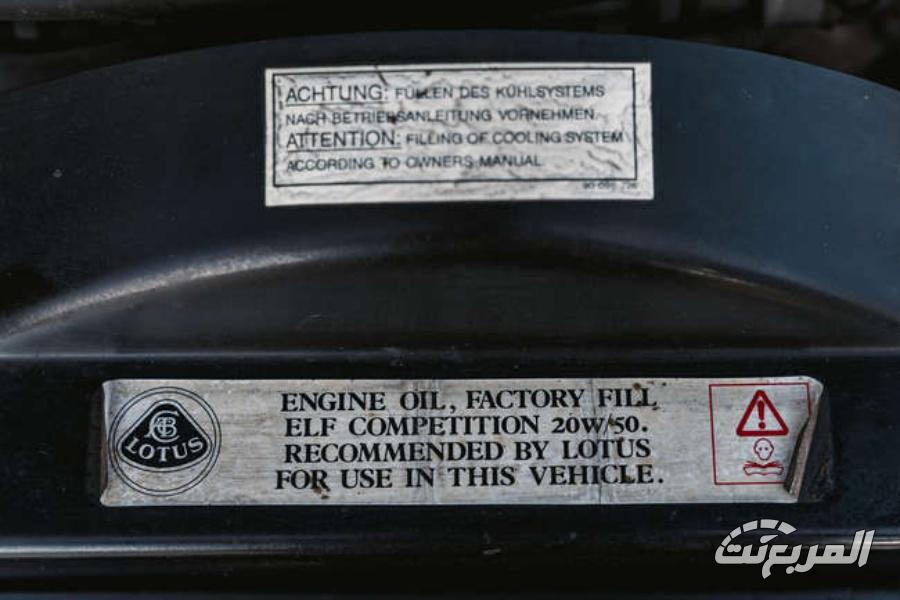 ACHTUNG: FÜLLEN DES KÜHLSYSTEMS
NACH BETRIEBSANLEITUNG VORNEHMEN.
ATTENTION: FILLING OF COOLING SYSTEM
ACCORDING TO OWNERS MANUAL
LOTUS
ENGINE OIL, FACTORY FILL
ELF COMPETITION 20W/50.
RECOMMENDED BY LOTUS
FOR USE IN THIS VEHICLE.
المربع نت